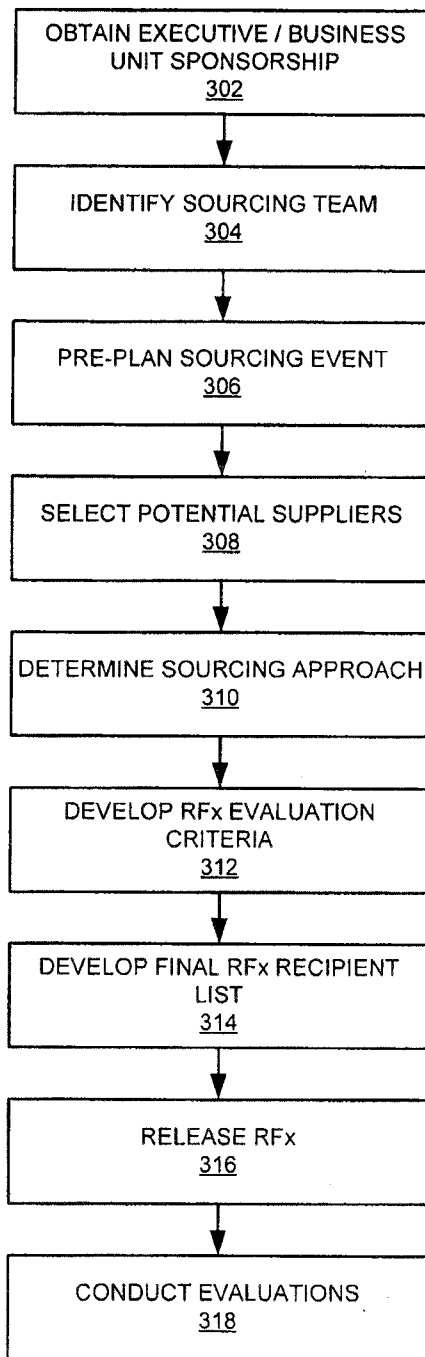 OBTAIN EXECUTIVE / BUSINESS
UNIT SPONSORSHIP
302
IDENTIFY SOURCING TEAM
304
PRE-PLAN SOURCING EVENT
306
SELECT POTENTIAL SUPPLIERS
308
DETERMINE SOURCING APPROACH
310
DEVELOP RFx EVALUATION
CRITERIA
312
DEVELOP FINAL RFx RECIPIENT
LIST
314
RELEASE RFx
316
CONDUCT EVALUATIONS
318